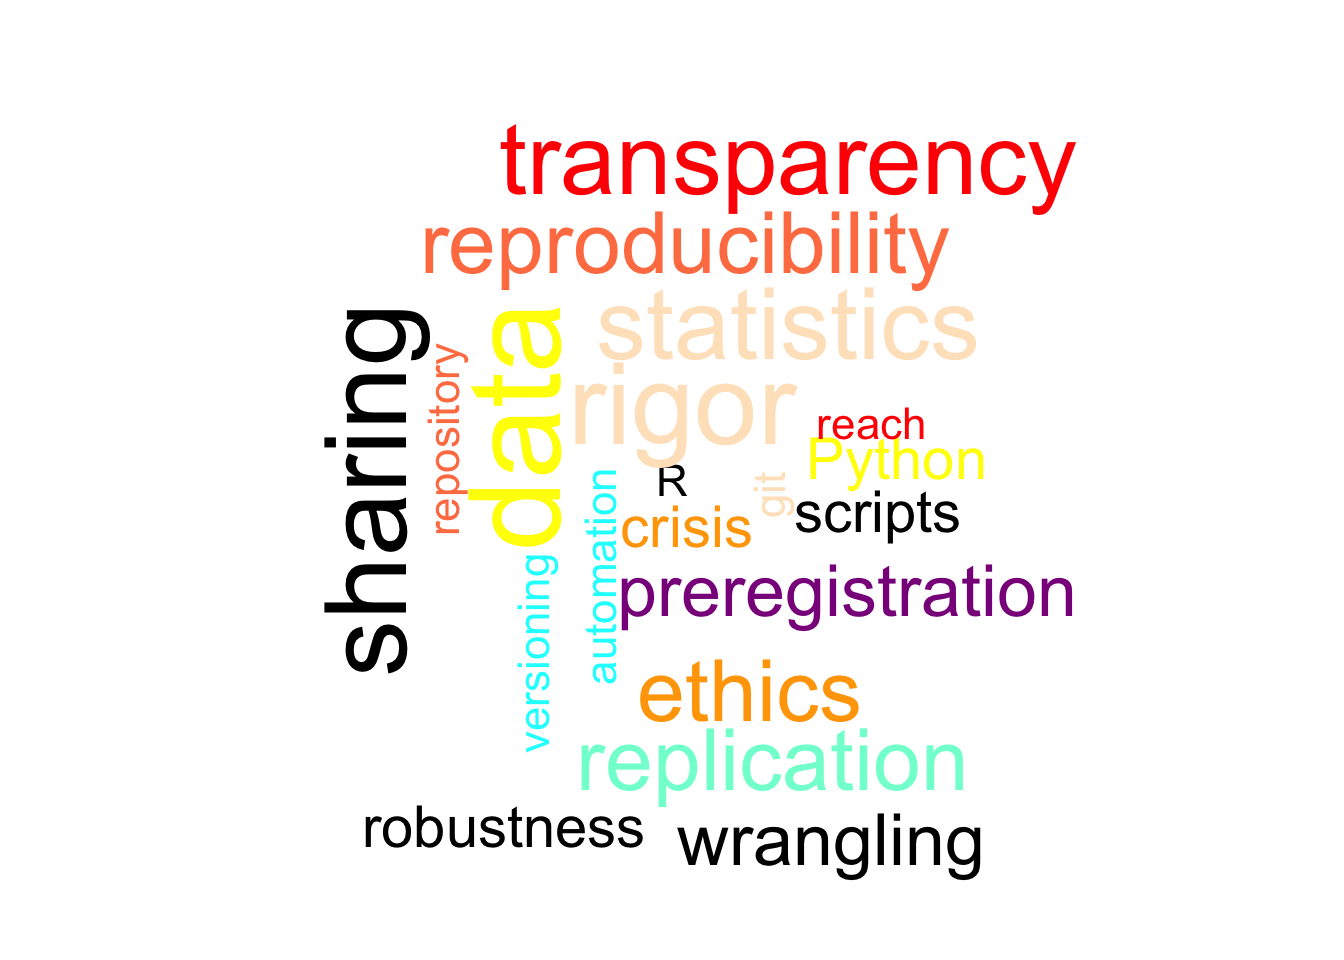 transparency
reproducibility
statistics
sharing
repository
data
rigor
reach
Python
R
git
scripts
crisis
automation
versioning
preregistration
ethics
replication
robustness
wrangling